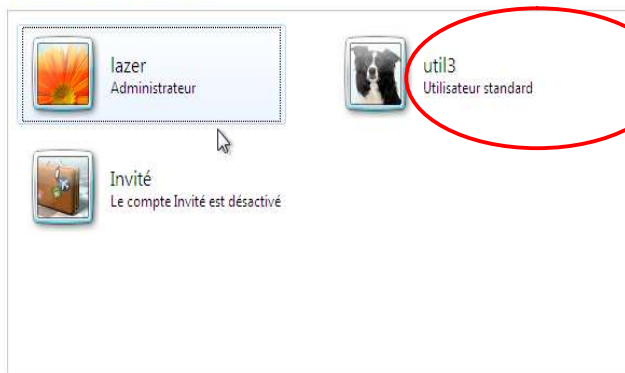 lazer
Administrateur
util3
Utilisateur standard
Invité
Le compte Invité est désactivé